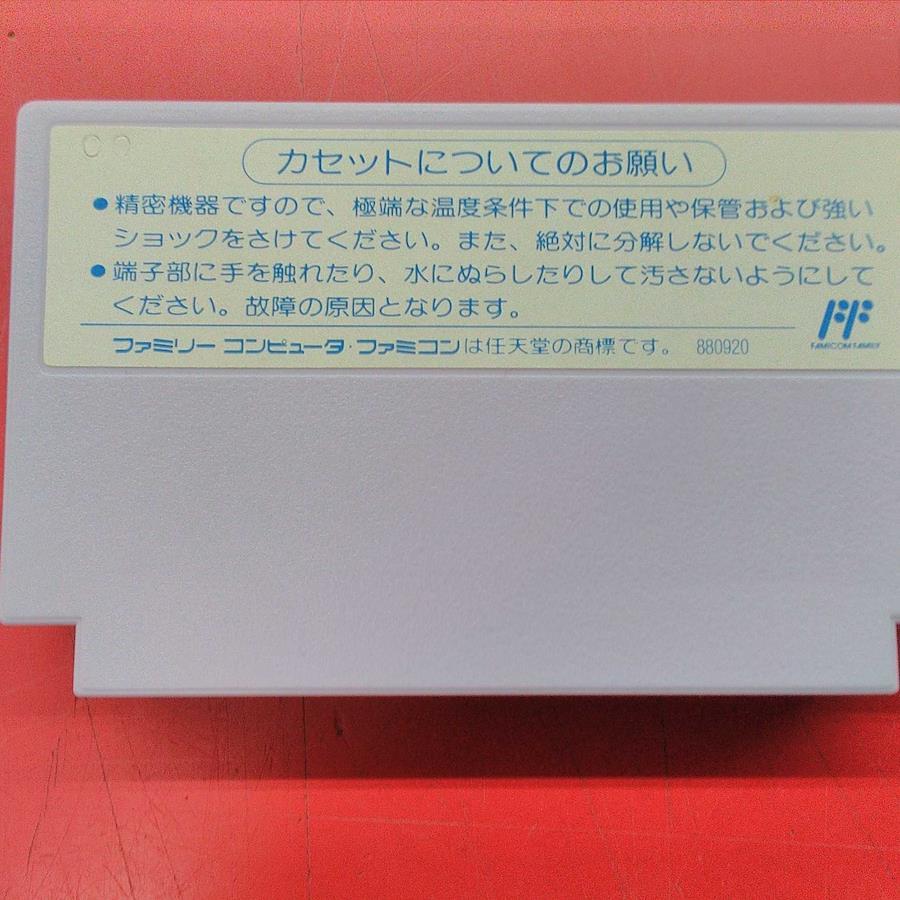 カセットについてのお願い
●精密機器ですので、極端な温度条件下での使用や保管および強い
ショックをさけてください。また、絶対に分解しないでください。
●端子部に手を触れたり、水にぬらしたりして汚さないようにして
ください。故障の原因となります。
FF
FAMICOM FAMILY
ファミリー コンピュータ・ファミコンは任天堂の商標です。 880920